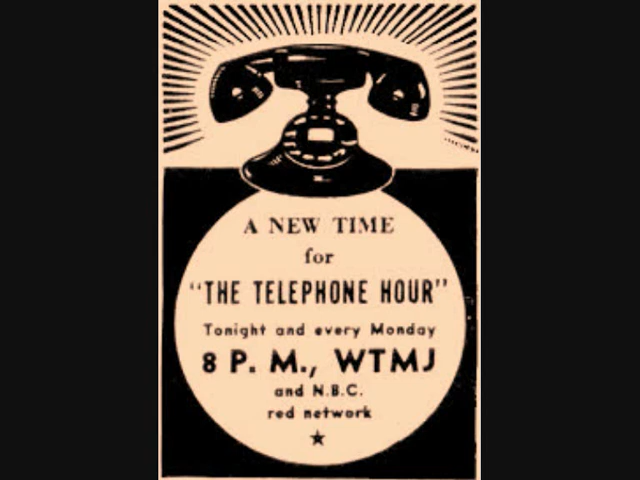 A NEW TIME
for
"THE TELEPHONE HOUR"
Tonight and every Monday
8 P. M., WTMJ
and N.B.C.
red network